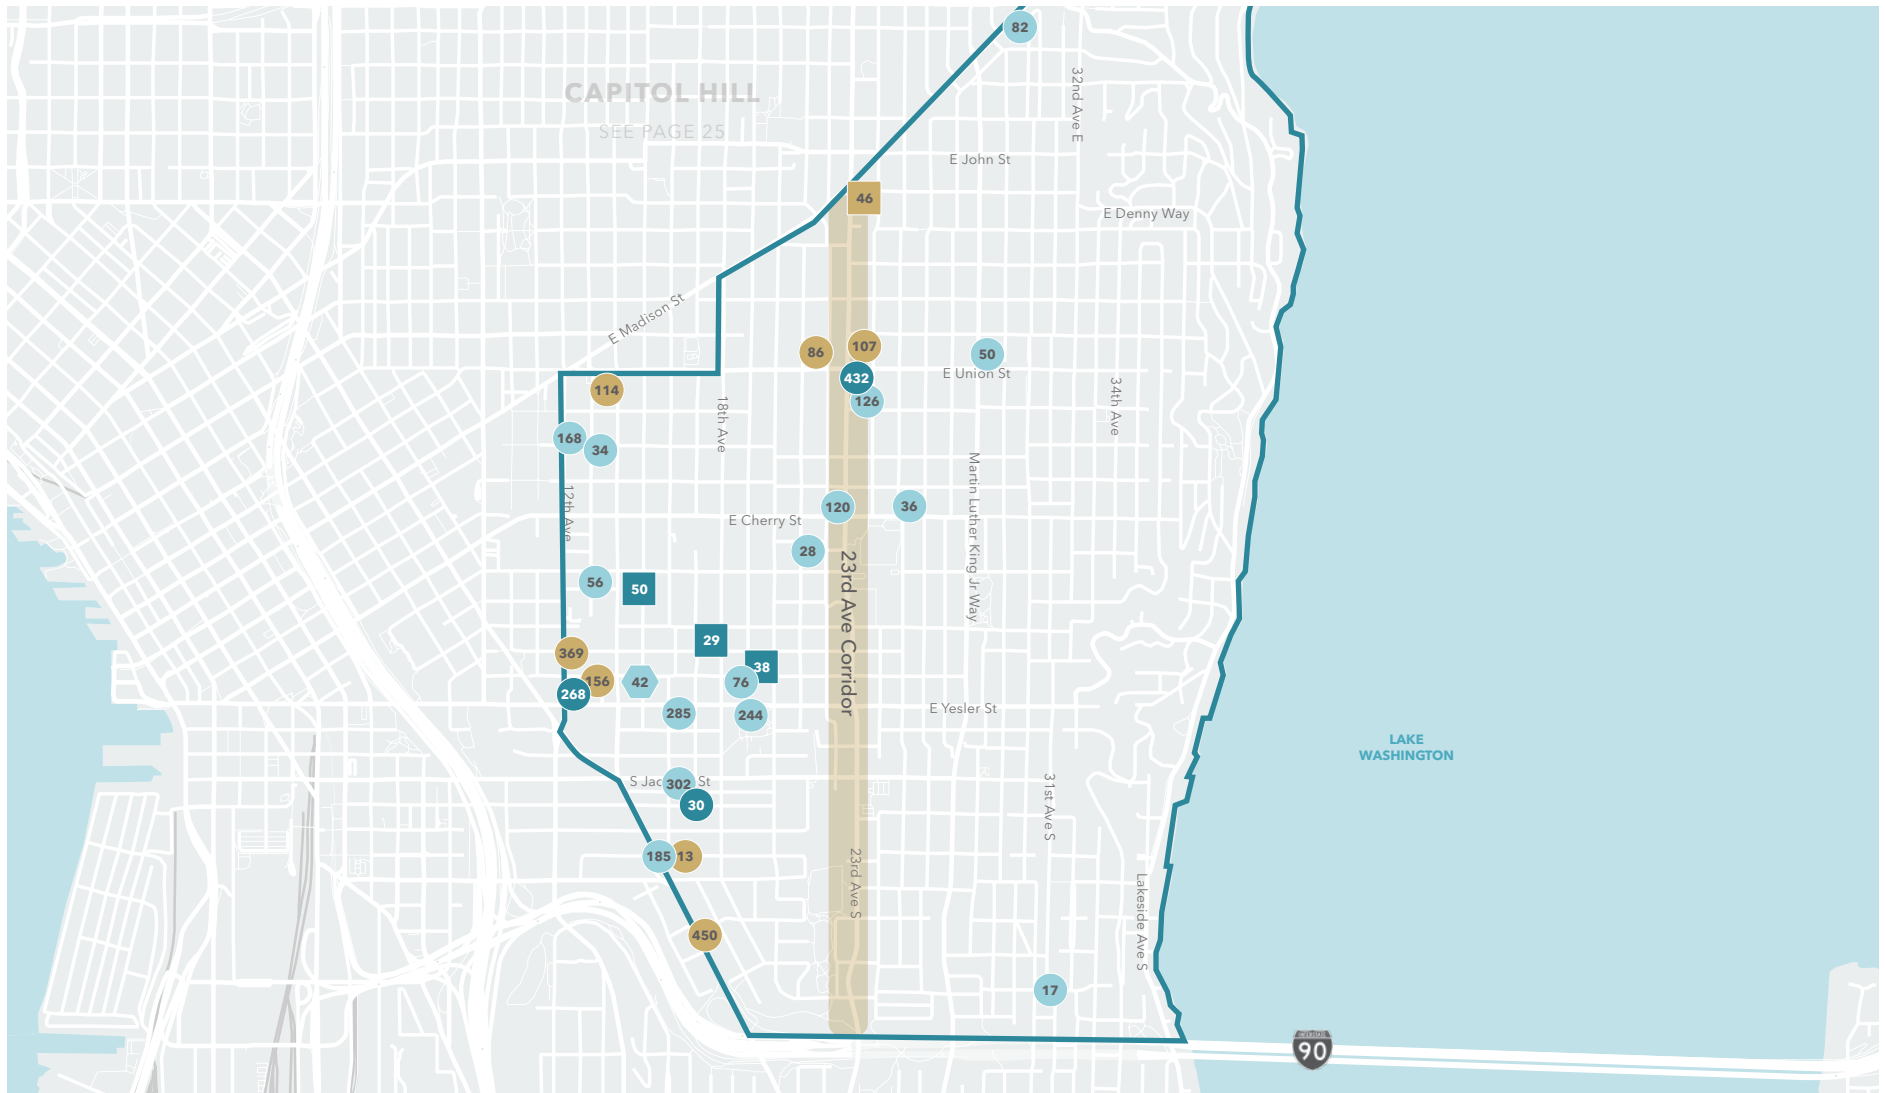 82
CAPITOL HILL
SEE PAGE 25
32nd Ave E
E John St
46
E Denny Way
E Madison St
86
107
50
E Union St
432
126
114
18th Ave
34th Ave
168
34
12th Ave
Martin Luther King Jr Way
120
36
E Cherry St
28
23rd Ave Corridor
56
50
29
38
369
156
42
76
268
285
244
E Yesler St
LAKE
WASHINGTON
S Jac
302
St
30
31st Ave S
185
13
23rd Ave S
Lakeside Ave S
450
17
INTERSTATE
90